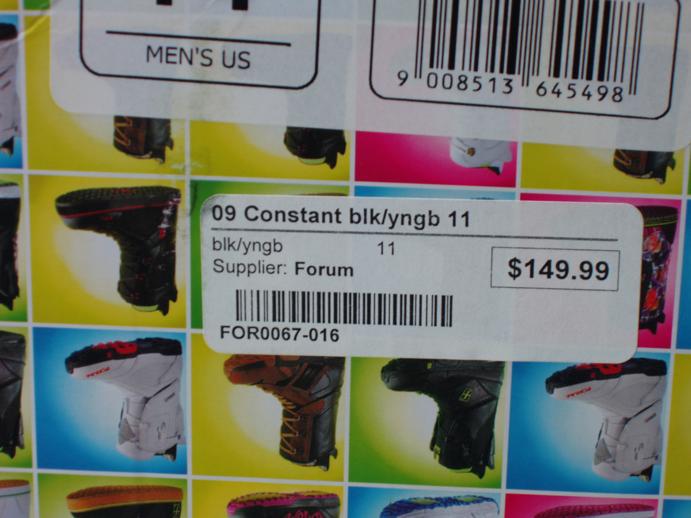 MEN'S US
9 008513 645498
09 Constant blk/yngb 11
blk/yngb 11
Supplier: Forum
$149.99
FOR0067-016